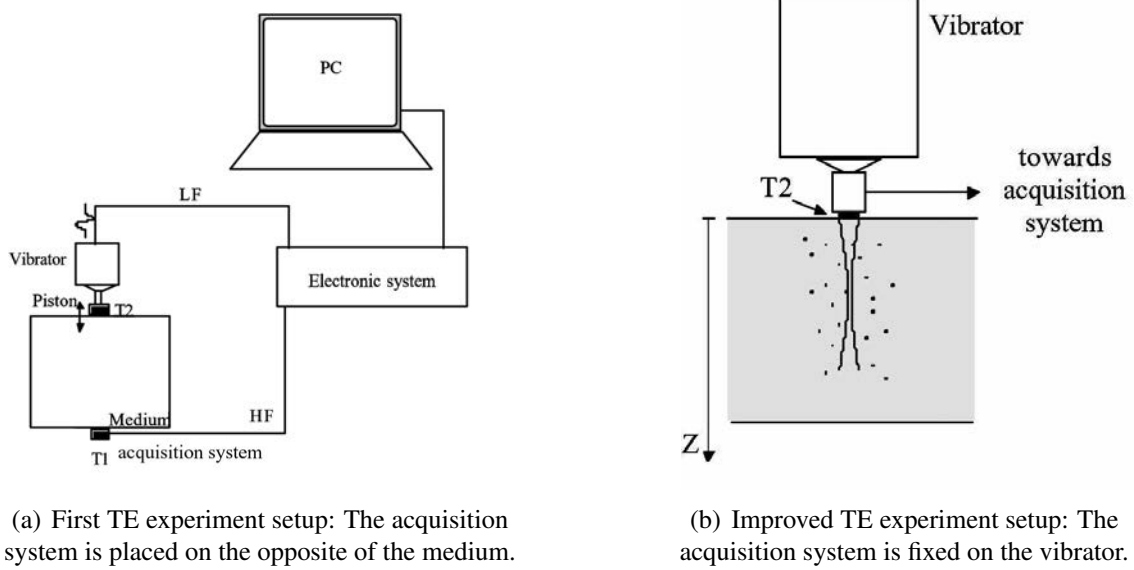 PC
LF
Vibrator
Electronic system
Piston
T2
Medium
HF
T1 acquisition system
Vibrator
towards
acquisition
system
T2
Z
(a) First TE experiment setup: The acquisition
system is placed on the opposite of the medium.
(b) Improved TE experiment setup: The
acquisition system is fixed on the vibrator.